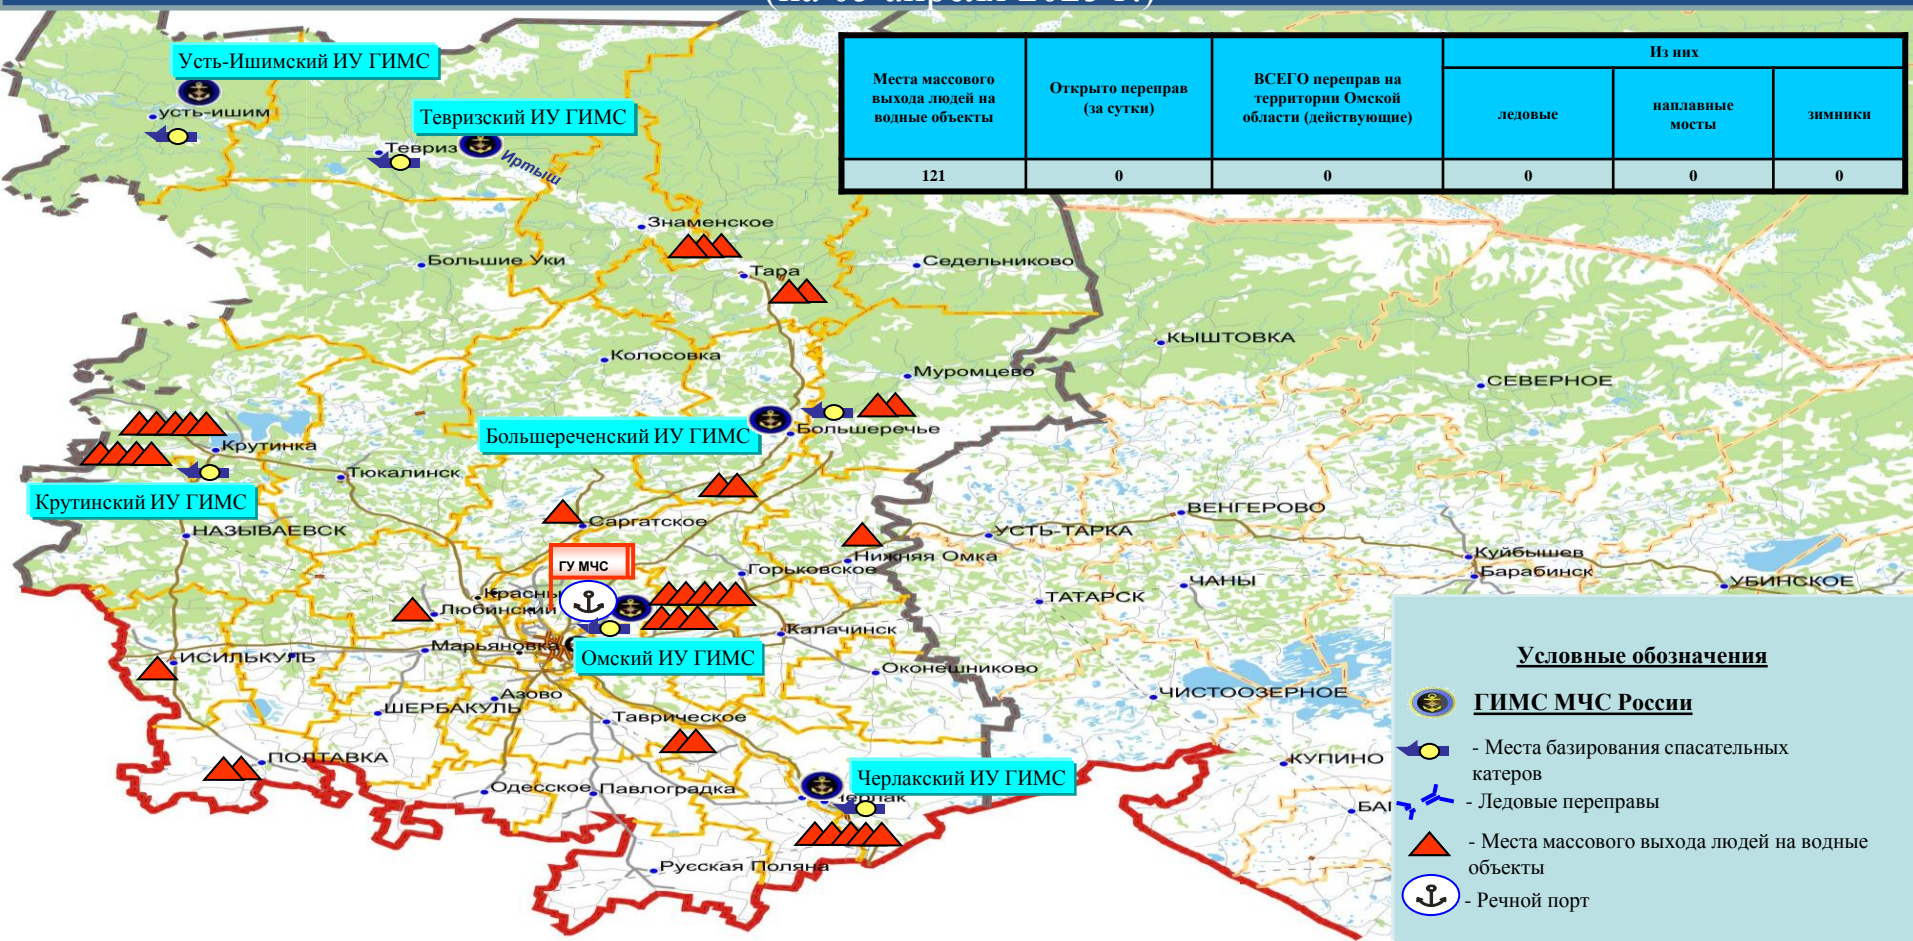 Усть-Ишимский ИУ ГИМС
усть-ишим
Тевризский ИУ ГИМС
Тевриз
Иртыш
Места массового
выхода людей на
водные объекты
Открыто переправ
(за сутки)
ВСЕГО переправ на
территории Омской
области (действующие)
Из них
ледовые
наплавные
мосты
зимники
121
0
0
0
0
0
Знаменское
Большие Уки
Тара
Седельниково
Колосовка
КЫШТОВКА
Муромцево
СЕВЕРНОЕ
Большереченский ИУ ГИМС
Большеречье
Крутинка
Тюкалинск
Крутинский ИУ ГИМС
НАЗЫВАЕВСК
Саргатское
ВЕНГЕРОВО
УСТЬ-ТАРКА
Нижняя Омка
Куйбышев
Барабинск
ГУ МЧС
Горьковское
ЧАНЫ
УБИНСКОЕ
Любинский
ТАТАРСК
Калачинск
Марьяновка
Омский ИУ ГИМС
ИСИЛЬКУЛЬ
Оконешниково
Азово
ЧИСТООЗЕРНОЕ
ШЕРБАКУЛЬ
Таврическое
ПОЛТАВКА
КУПИНО
Черлакский ИУ ГИМС
Одесское
Павлоградка
Русская Поляна
Условные обозначения
ГИМС МЧС России
- Места базирования спасательных
катеров
- Ледовые переправы
- Места массового выхода людей на водные
объекты
- Речной порт